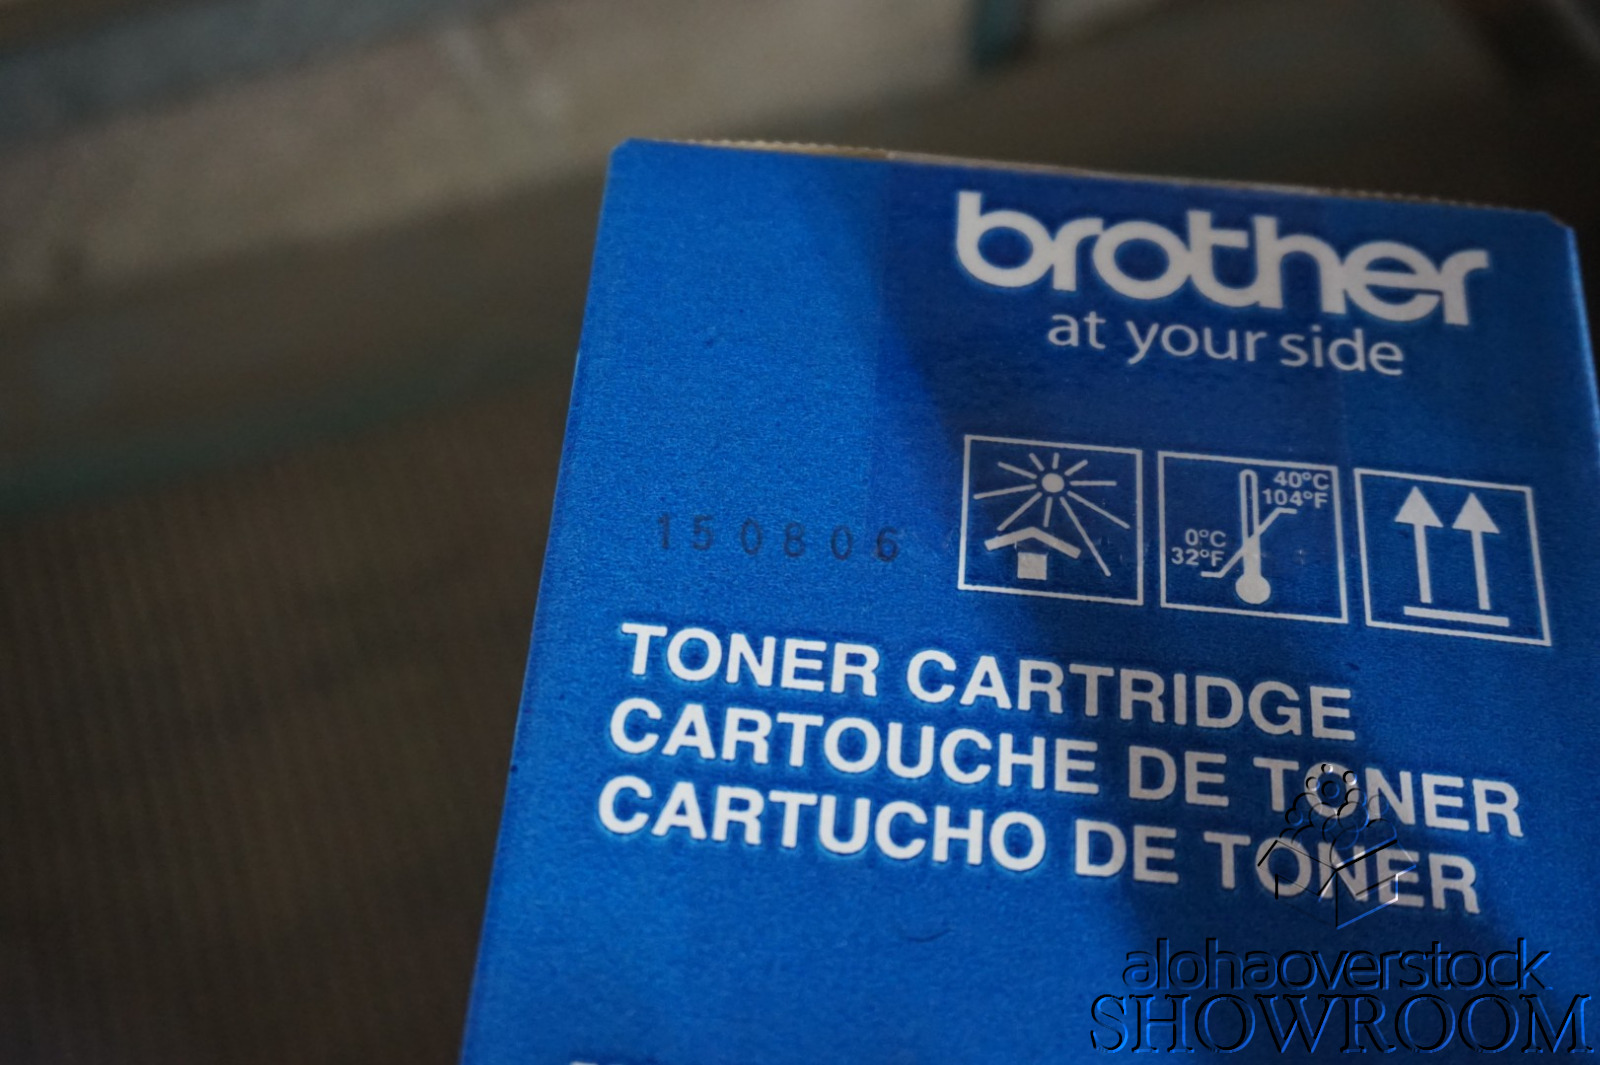 brother
at your side
40°C
104°F
0°C
32°F
150806
TONER CARTRIDGE
CARTOUCHE DE TONER
CARTUCHO DE TONER
alohaoverstock
SHOWROOM